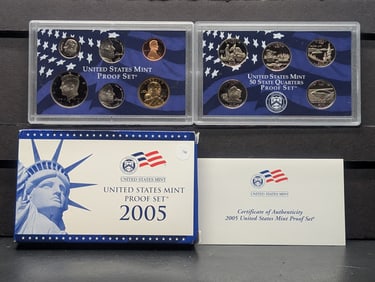 UNITED STATES MINT
PROOF SET
UNITED STATES MINT
50 STATE QUARTERS
PROOF SET
UNITED STATES MINT
UNITED STATES MINT
PROOF SET
2005
UNITED STATES MINT
Certificate of Authenticity
2005 United States Mint Proof Set